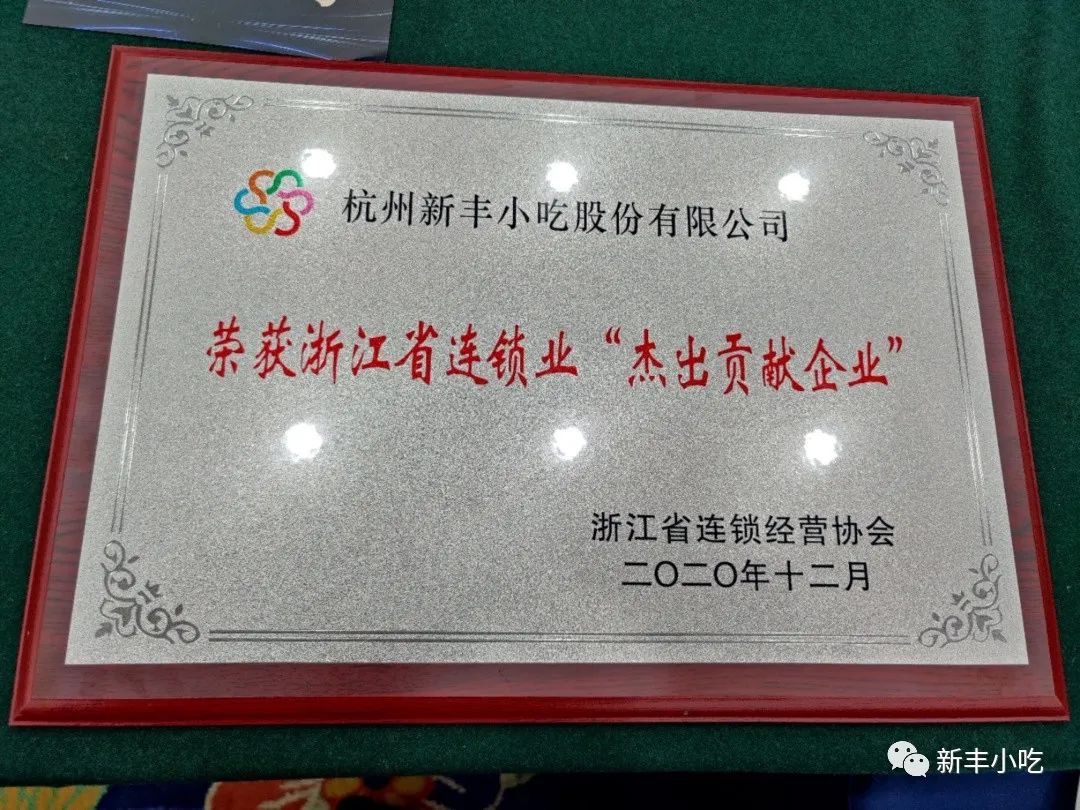 杭州新丰小吃股份有限公司
荣获浙江省连锁业“杰出贡献企业”
浙江省连锁经营协会
二〇二〇年十二月
新丰小吃